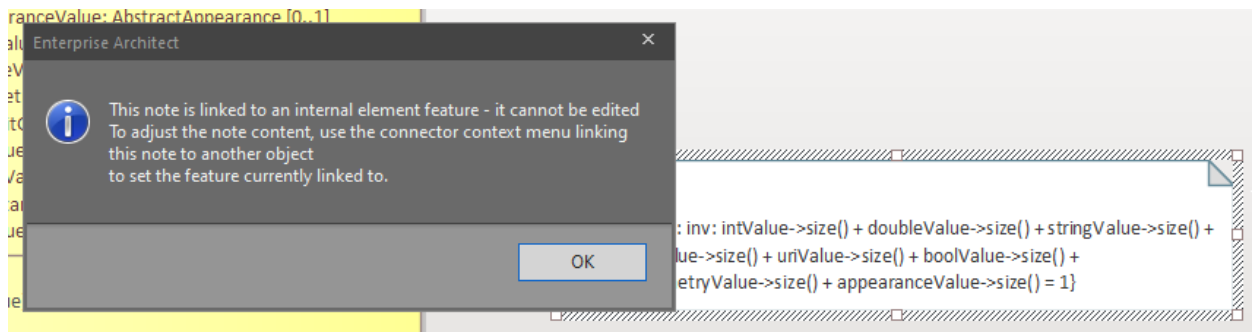 ranceValue: AbstractAppearance [0..1]
Enterprise Architect
This note is linked to an internal element feature - it cannot be edited
To adjust the note content, use the connector context menu linking
this note to another object
to set the feature currently linked to.
OK
: inv: intValue->size() + doubleValue->size() + stringValue->size() +
lue->size() + uriValue->size() + boolValue->size() +
etryValue->size() + appearanceValue->size() = 1}